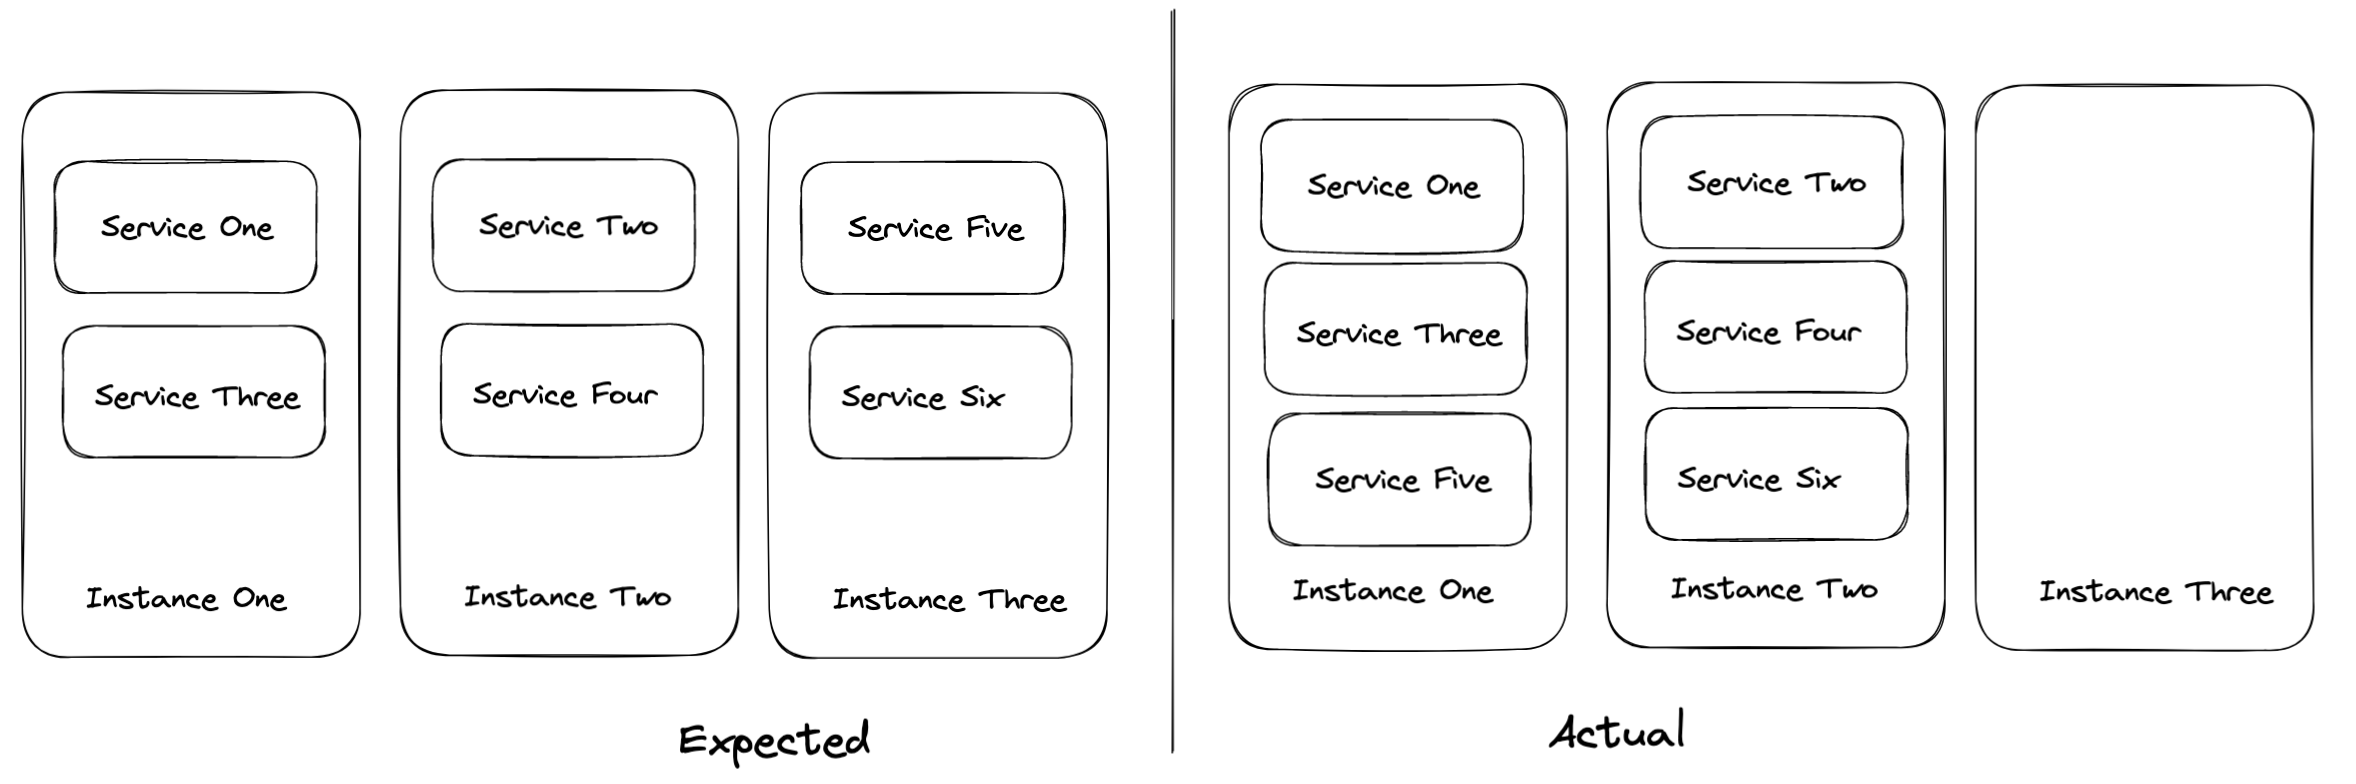 Service One
Service Three
Instance One
Service Two
Service Four
Instance Two
Service Five
Service Six
Instance Three
Expected
Service One
Service Three
Service Five
Instance One
Service Two
Service Four
Service Six
Instance Two
Instance Three
Actual